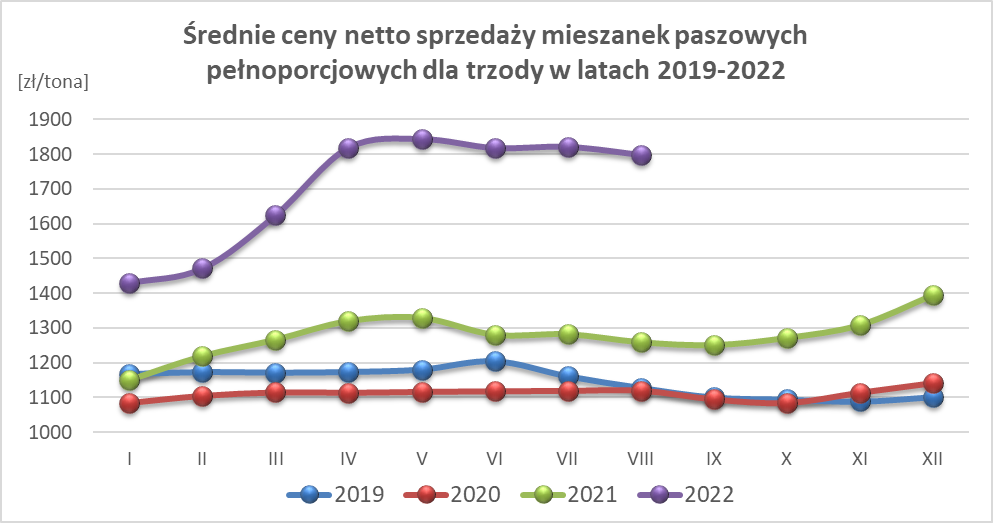 Średnie ceny netto sprzedaży mieszanek paszowych
pełnoporcjowych dla trzody w latach 2019-2022
[zł/tona]
1900
1800
1700
1600
1500
1400
1300
1200
1100
1000
I II III IV V VI VII VIII IX X XI XII
2019 2020 2021 2022